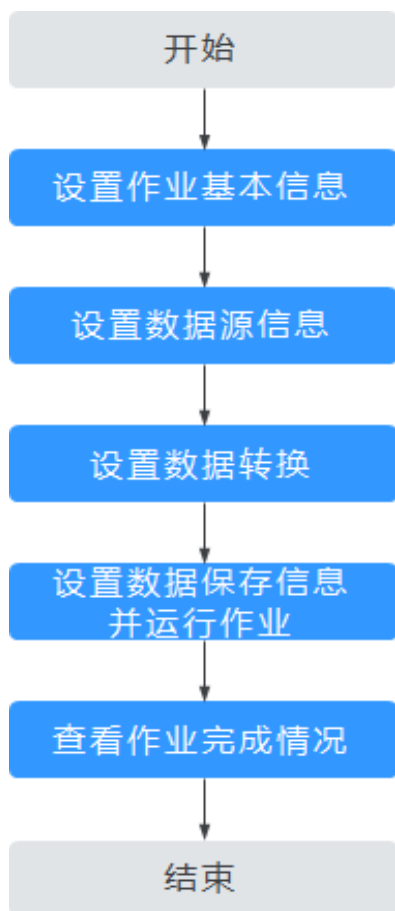 开始
设置作业基本信息
设置数据源信息
设置数据转换
设置数据保存信息
并运行作业
查看作业完成情况
结束